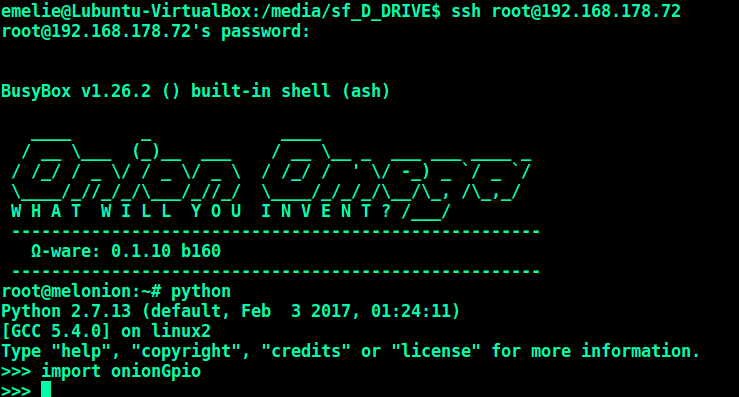 emelie@Lubuntu-VirtualBox:/media/sf_D_DRIVE$ ssh root@192.168.178.72
root@192.168.178.72's password:
BusyBox v1.26.2 () built-in shell (ash)
Onion Omega
W H A T  W I L L  Y O U  I N V E N T ?
-----------------------------------------------------
Ω-ware: 0.1.10 b160
-----------------------------------------------------
root@melonion:~# python
Python 2.7.13 (default, Feb  3 2017, 01:24:11)
[GCC 5.4.0] on linux2
Type "help", "copyright", "credits" or "license" for more information.
>>> import onionGpio
>>>